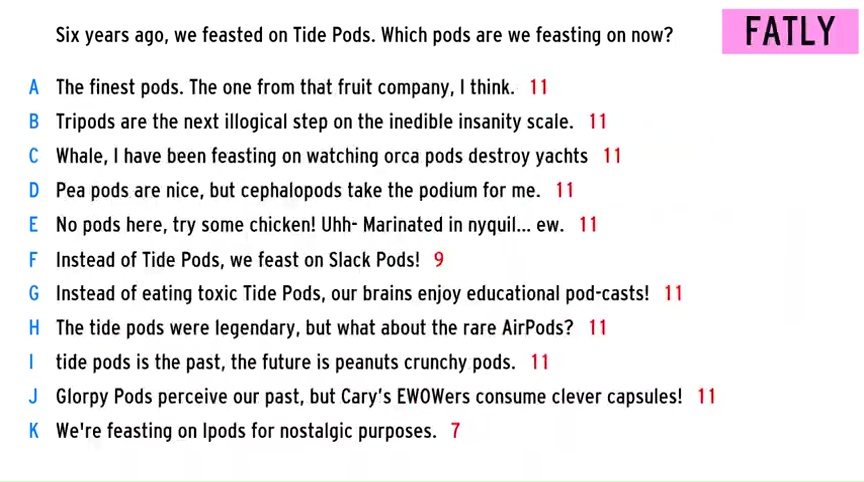 Six years ago, we feasted on Tide Pods. Which pods are we feasting on now?
FATLY
A The finest pods. The one from that fruit company, I think. 11
B Tripods are the next illogical step on the inedible insanity scale. 11
C Whale, I have been feasting on watching orca pods destroy yachts 11
D Pea pods are nice, but cephalopods take the podium for me. 11
E No pods here, try some chicken! Uhh- Marinated in nyquil... ew. 11
F Instead of Tide Pods, we feast on Slack Pods! 9
G Instead of eating toxic Tide Pods, our brains enjoy educational pod-casts! 11
H The tide pods were legendary, but what about the rare AirPods? 11
I tide pods is the past, the future is peanuts crunchy pods. 11
J Glorpy Pods perceive our past, but Cary's EWOWers consume clever capsules! 11
K We're feasting on Ipods for nostalgic purposes. 7